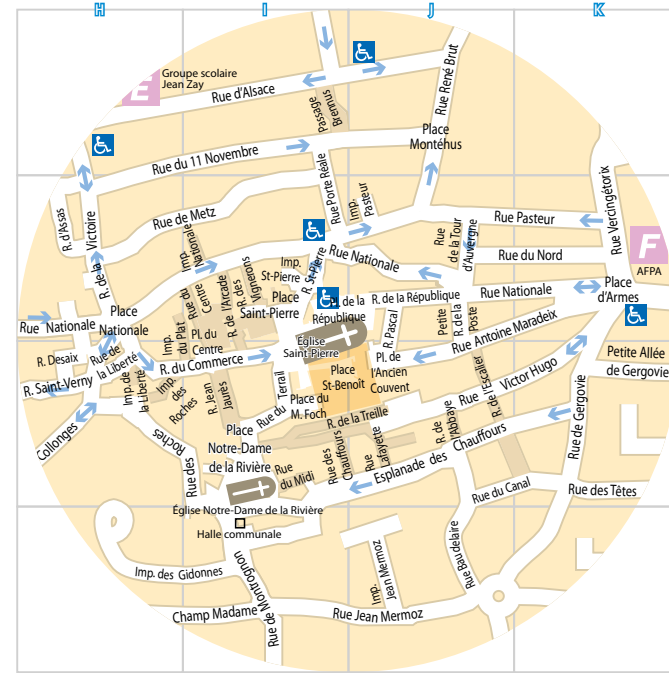 H
I
J
K
E
Groupe scolaire
Jean Zay
Rue d'Alsace
Passage
Brennus
Rue René Brut
Place
Montéhus
Rue du 11 Novembre
Rue Porte Réale
Imp.
Pasteur
Rue Vercingétorix
R. d'Assas
R. de la Victoire
Rue de Metz
Rue Pasteur
Rue
de la Tour
d'Auvergne
F
AFPA
Imp.
Nationale
Rue du
Centre
R. de l'Arcade
R. des
Vignerons
Imp.
St-Pierre
R. St-Pierre
Rue Nationale
Rue du Nord
Place
Saint-Pierre
Pl. de la
République
R. de la République
Rue Nationale
Place
d'Armes
Rue Nationale
Place
Nationale
Imp.
du Plat
Pl. du
Centre
Église
Saint-Pierre
R. Pascal
Petite
R. de la
Poste
Rue Antoine Maradeix
R. Desaix
Rue de
la Liberté
R. du Commerce
Place
St-Benoît
Pl. de
l'Ancien
Couvent
Petite Allée
de Gergovie
R. Saint-Verny
Imp. de
la Liberté
Imp.
des
Roches
R. Jean
Jaurès
Rue du Terail
Place du
M. Foch
R. de l'Escalier
Rue Victor Hugo
R. de la Treille
R. de
l'Abbaye
Rue de Gergovie
Collonges
Rue des Roches
Place
Notre-Dame
de la Rivière
Rue
du Midi
Rue des
Chauffours
Rue
Lafayette
Esplanade des Chauffours
Rue du Canal
Rue des Têtes
Église Notre-Dame de la Rivière
Halle communale
Imp. des Gidonnes
Rue de Montrognon
Imp.
Jean Mermoz
Rue Baudelaire
Champ Madame
Rue Jean Mermoz